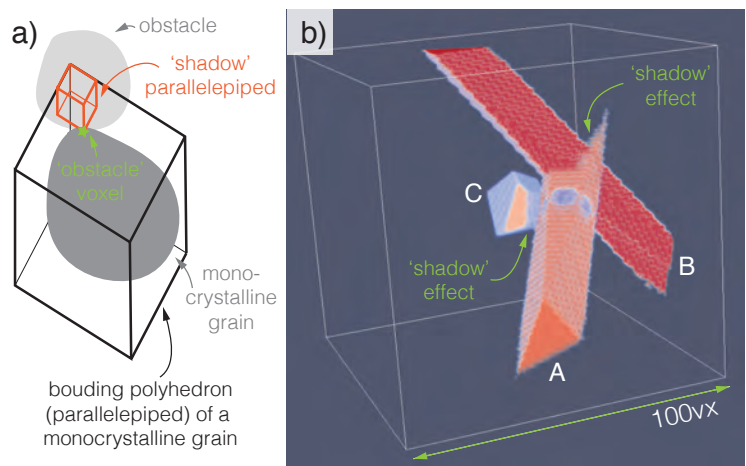 a)
obstacle
'shadow'
parallelepiped
'obstacle'
voxel
mono-
crystalline
grain
bouding polyhedron
(parallelepiped) of a
monocrystalline grain
b)
'shadow'
effect
C
'shadow'
effect
B
A
100vx